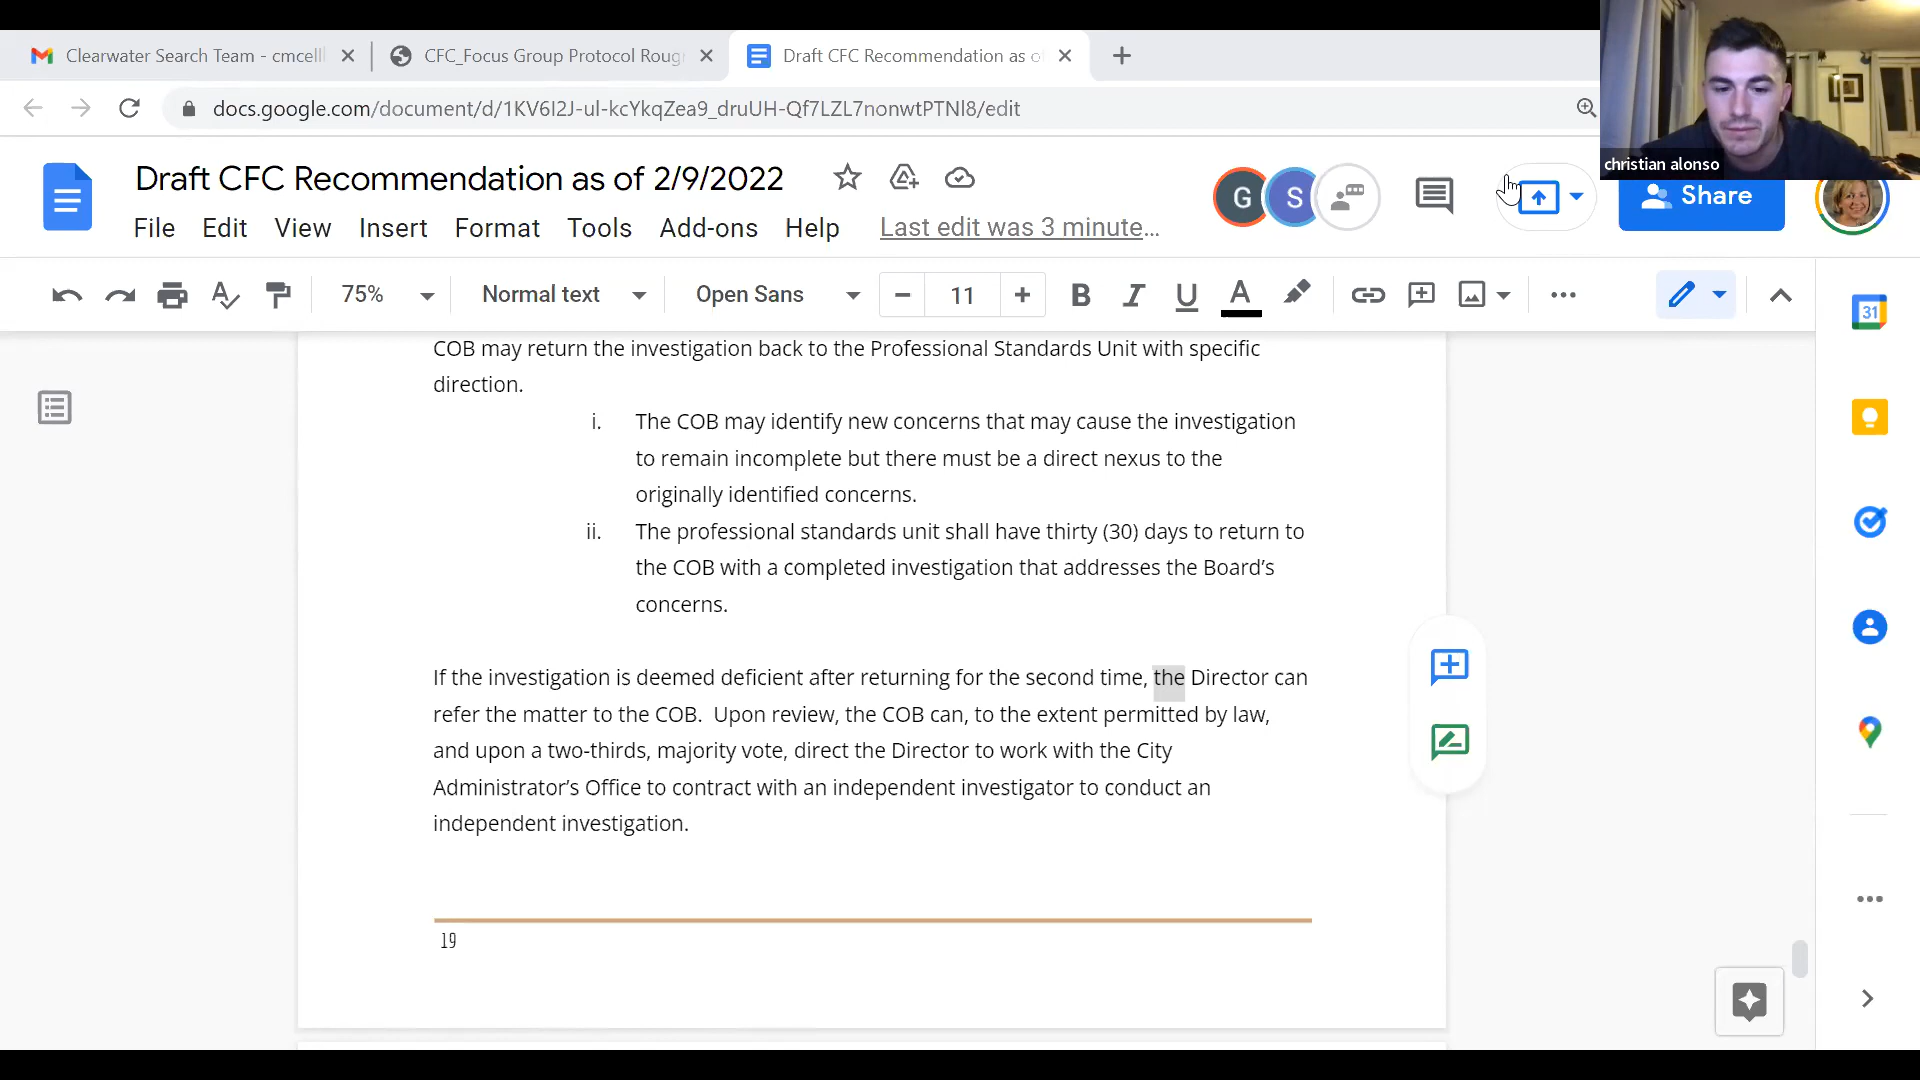 Clearwater Search Team - cmcell
CFC_Focus Group Protocol Roug
Draft CFC Recommendation as o
docs.google.com/document/d/1KV6I2J-ul-kcYkqZea9_druUH-Qf7LZL7nonwtPTNl8/edit
christian alonso
Draft CFC Recommendation as of 2/9/2022
G
S
Share
File Edit View Insert Format Tools Add-ons Help Last edit was 3 minute...
75% Normal text Open Sans 11 B I U A
31
COB may return the investigation back to the Professional Standards Unit with specific
direction.
i. The COB may identify new concerns that may cause the investigation
to remain incomplete but there must be a direct nexus to the
originally identified concerns.
ii. The professional standards unit shall have thirty (30) days to return to
the COB with a completed investigation that addresses the Board's
concerns.
If the investigation is deemed deficient after returning for the second time, the Director can
refer the matter to the COB.  Upon review, the COB can, to the extent permitted by law,
and upon a two-thirds, majority vote, direct the Director to work with the City
Administrator's Office to contract with an independent investigator to conduct an
independent investigation.
19